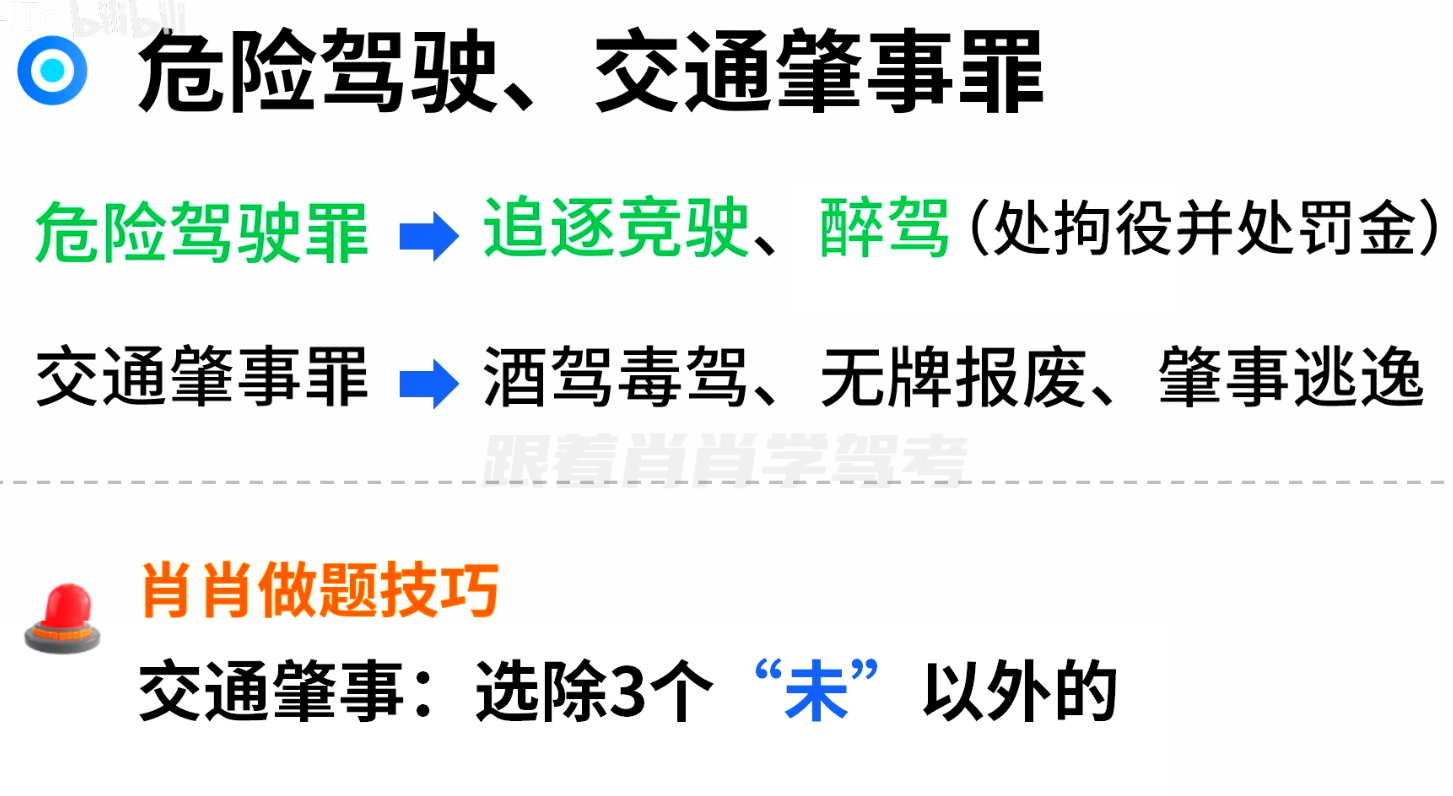 bilibili
危险驾驶、交通肇事罪
危险驾驶罪 追逐竞驶、醉驾（处拘役并处罚金）
交通肇事罪 酒驾毒驾、无牌报废、肇事逃逸
跟着肖肖学驾考
肖肖做题技巧
交通肇事：选除3个“未”以外的